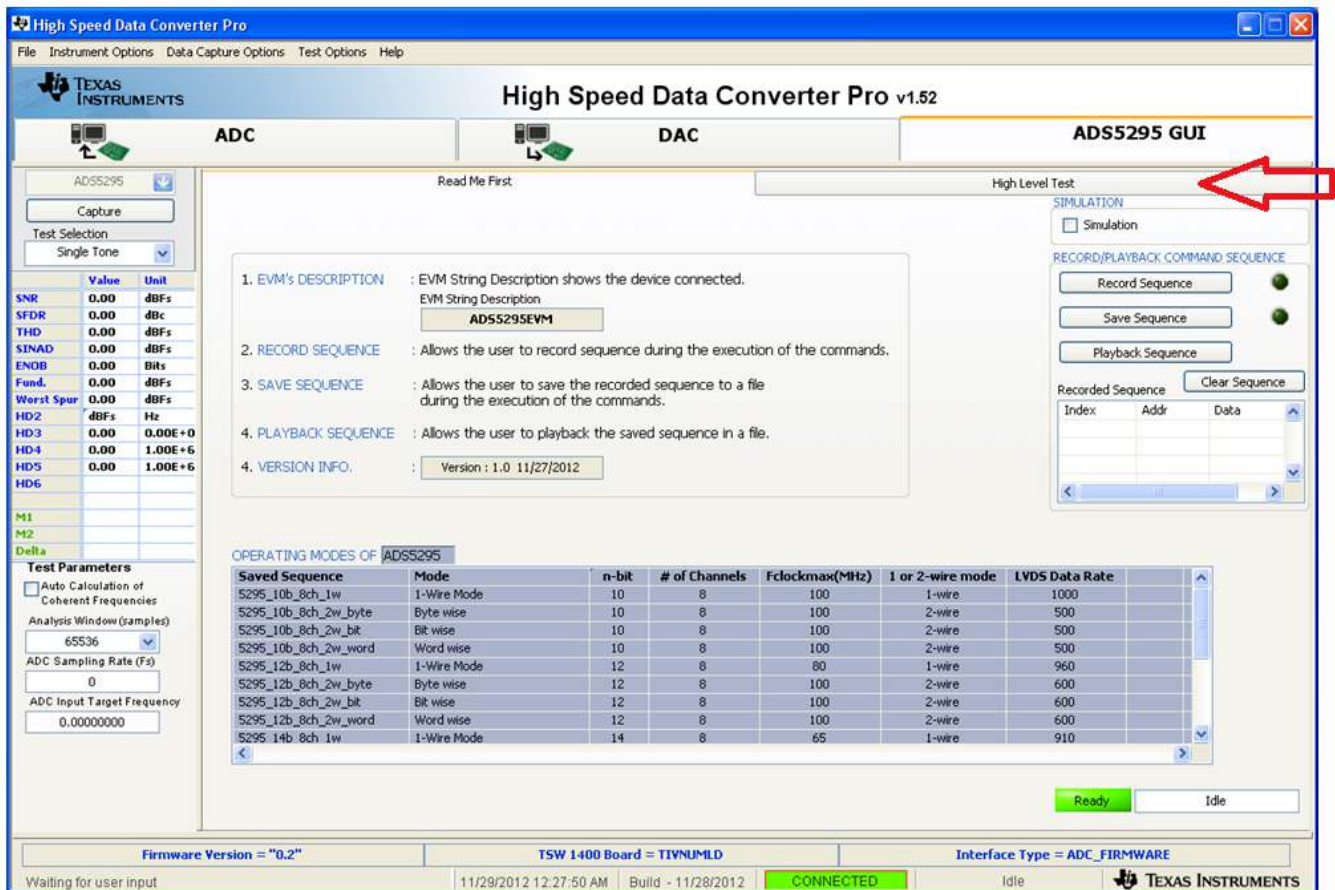 High Speed Data Converter Pro
File Instrument Options Data Capture Options Test Options Help
TEXAS INSTRUMENTS
High Speed Data Converter Pro v1.52
ADC
DAC
ADS5295 GUI
ADS5295
Capture
Test Selection
Single Tone
Value Unit
SNR 0.00 dBFs
SFDR 0.00 dBc
THD 0.00 dBFs
SINAD 0.00 dBFs
ENOB 0.00 Bits
Fund. 0.00 dBFs
Worst Spur 0.00 dBFs
HD2 dBFs Hz
HD3 0.00 0.00E+0
HD4 0.00 1.00E+6
HD5 0.00 1.00E+6
HD6
M1
M2
Delta
Test Parameters
Auto Calculation of
Coherent Frequencies
Analysis Window (samples)
65536
ADC Sampling Rate (Fs)
0
ADC Input Target Frequency
0.00000000
Read Me First
High Level Test
1. EVM's DESCRIPTION : EVM String Description shows the device connected.
EVM String Description
ADS5295EVM
2. RECORD SEQUENCE : Allows the user to record sequence during the execution of the commands.
3. SAVE SEQUENCE : Allows the user to save the recorded sequence to a file
during the execution of the commands.
4. PLAYBACK SEQUENCE : Allows the user to playback the saved sequence in a file.
4. VERSION INFO. : Version : 1.0 11/27/2012
SIMULATION
Simulation
RECORD/PLAYBACK COMMAND SEQUENCE
Record Sequence
Save Sequence
Playback Sequence
Recorded Sequence Clear Sequence
Index Addr Data
OPERATING MODES OF ADS5295
Saved Sequence Mode n-bit # of Channels Fclockmax(MHz) 1 or 2-wire mode LVDS Data Rate
5295_10b_8ch_1w 1-Wire Mode 10 8 100 1-wire 1000
5295_10b_8ch_2w_byte Byte wise 10 8 100 2-wire 500
5295_10b_8ch_2w_bit Bit wise 10 8 100 2-wire 500
5295_10b_8ch_2w_word Word wise 10 8 100 2-wire 500
5295_12b_8ch_1w 1-Wire Mode 12 8 80 1-wire 960
5295_12b_8ch_2w_byte Byte wise 12 8 100 2-wire 600
5295_12b_8ch_2w_bit Bit wise 12 8 100 2-wire 600
5295_12b_8ch_2w_word Word wise 12 8 100 2-wire 600
5295_14b_8ch_1w 1-Wire Mode 14 8 65 1-wire 910
Ready Idle
Firmware Version = "0.2" TSW 1400 Board = TIVNUMLD Interface Type = ADC_FIRMWARE
Waiting for user input 11/29/2012 12:27:50 AM Build - 11/28/2012 CONNECTED Idle TEXAS INSTRUMENTS